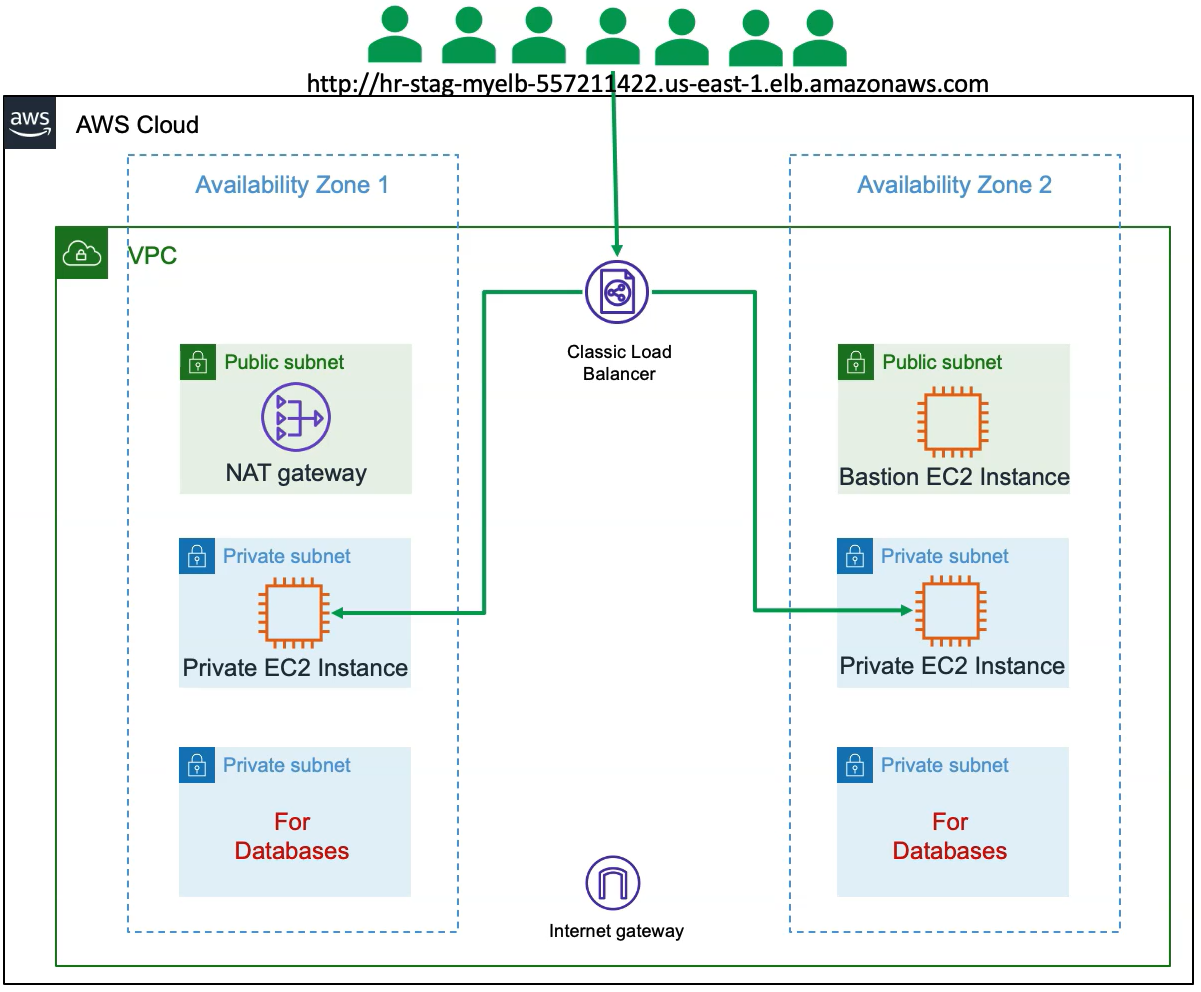 http://hr-stag-myelb-557211422.us-east-1.elb.amazonaws.com
aws
AWS Cloud
Availability Zone 1
Availability Zone 2
VPC
Classic Load
Balancer
Public subnet
NAT gateway
Public subnet
Bastion EC2 Instance
Private subnet
Private EC2 Instance
Private subnet
Private EC2 Instance
Private subnet
For
Databases
Private subnet
For
Databases
Internet gateway